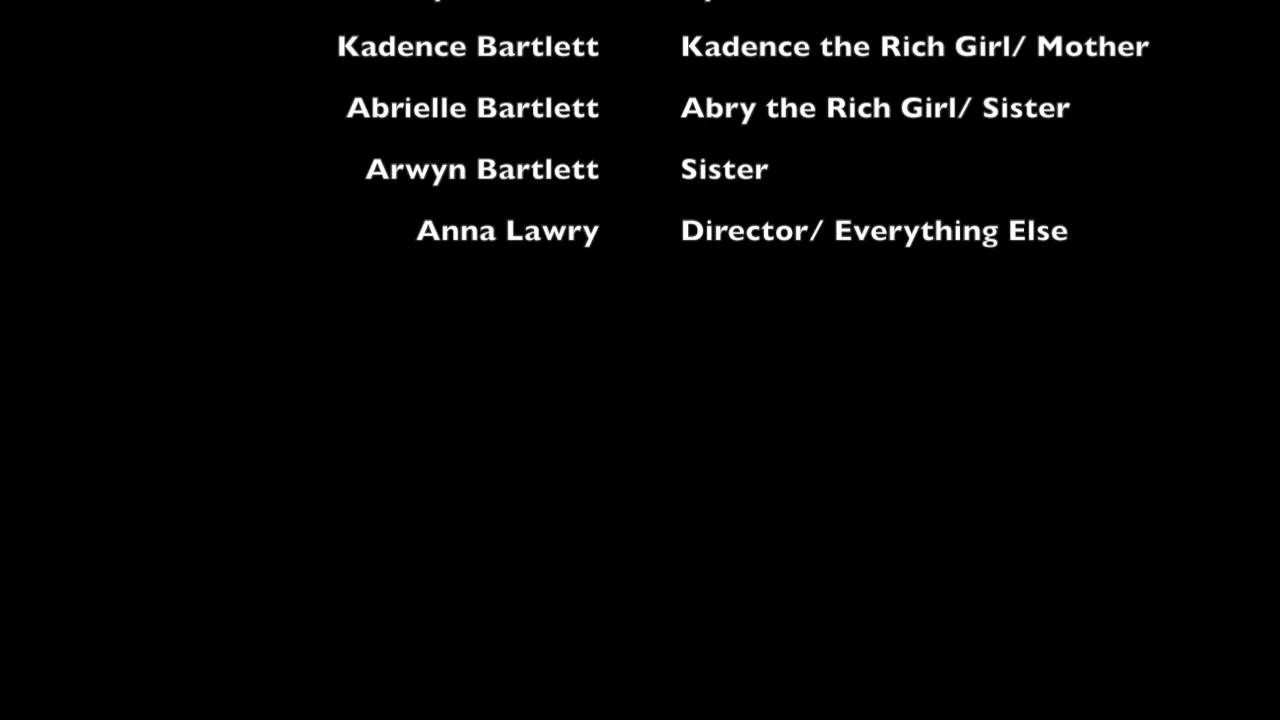 Kadence Bartlett Kadence the Rich Girl/ Mother
Abrielle Bartlett Abry the Rich Girl/ Sister
Arwyn Bartlett Sister
Anna Lawry Director/ Everything Else